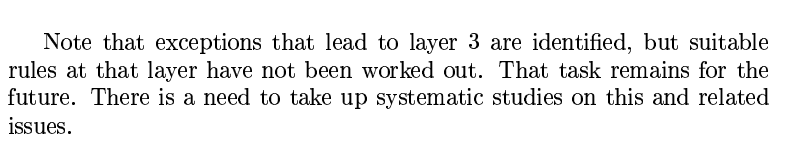 Note that exceptions that lead to layer 3 are identified, but suitable
rules at that layer have not been worked out. That task remains for the
future. There is a need to take up systematic studies on this and related
issues.